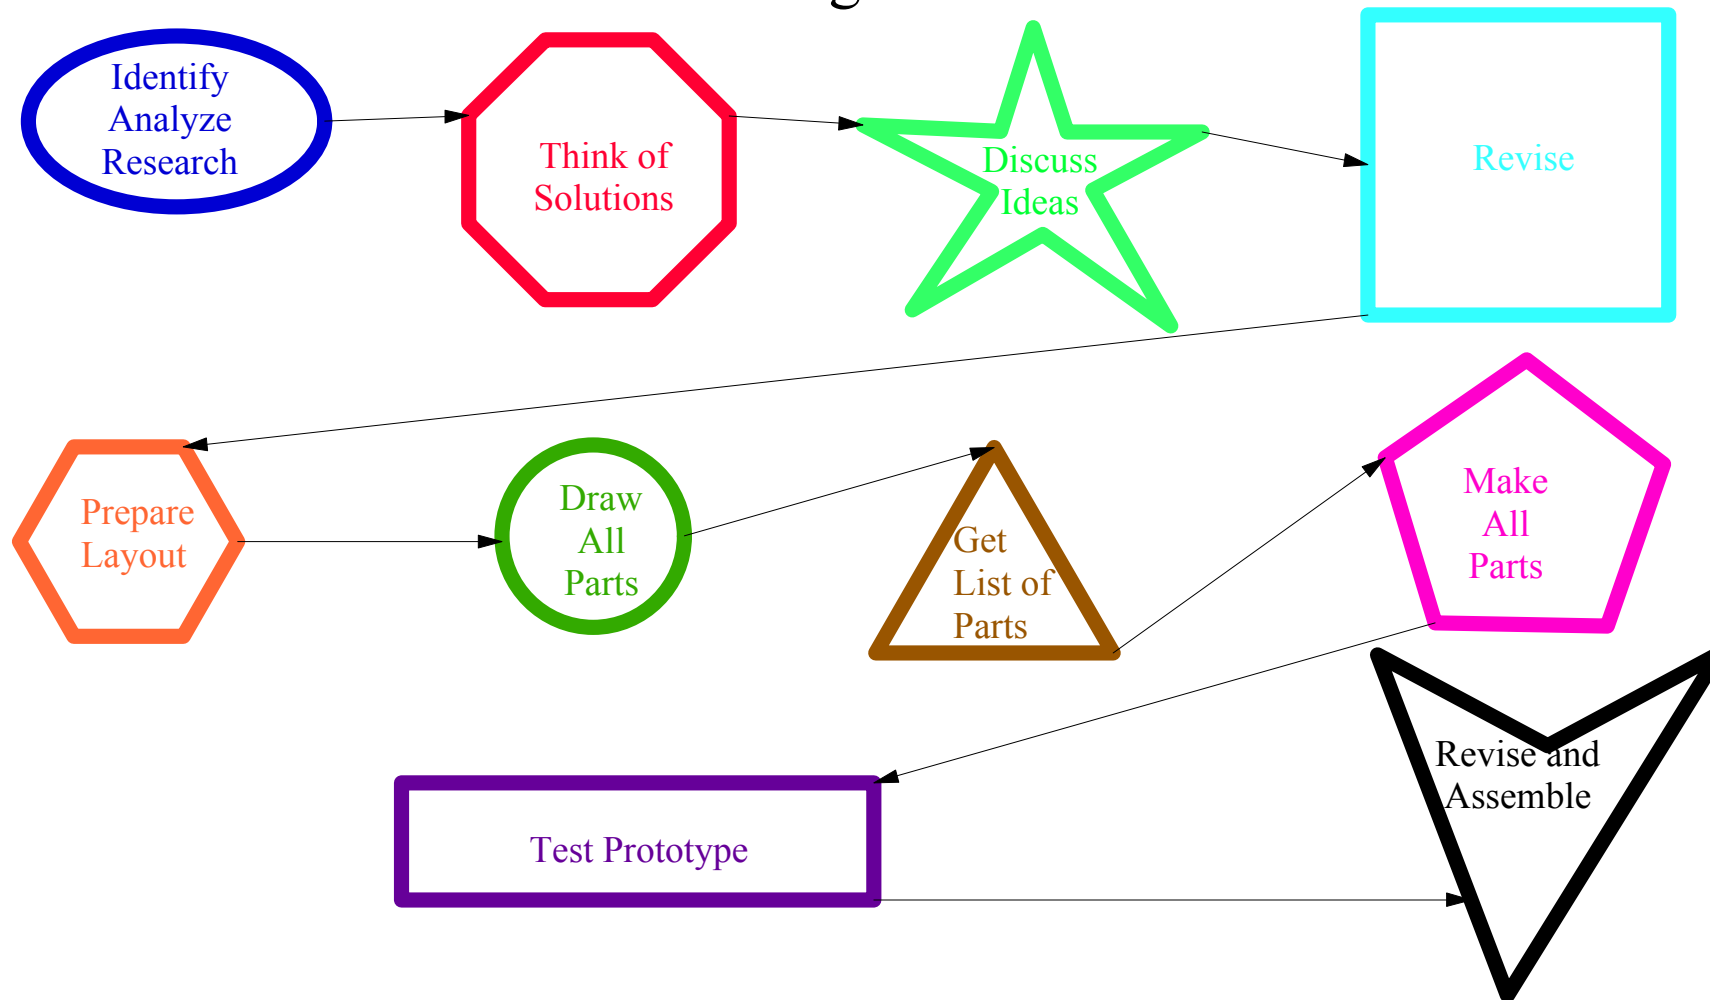 Identify
Analyze
Research
Think of
Solutions
Discuss
Ideas
Revise
Prepare
Layout
Draw
All
Parts
Get
List of
Parts
Make
All
Parts
Test Prototype
Revise and
Assemble